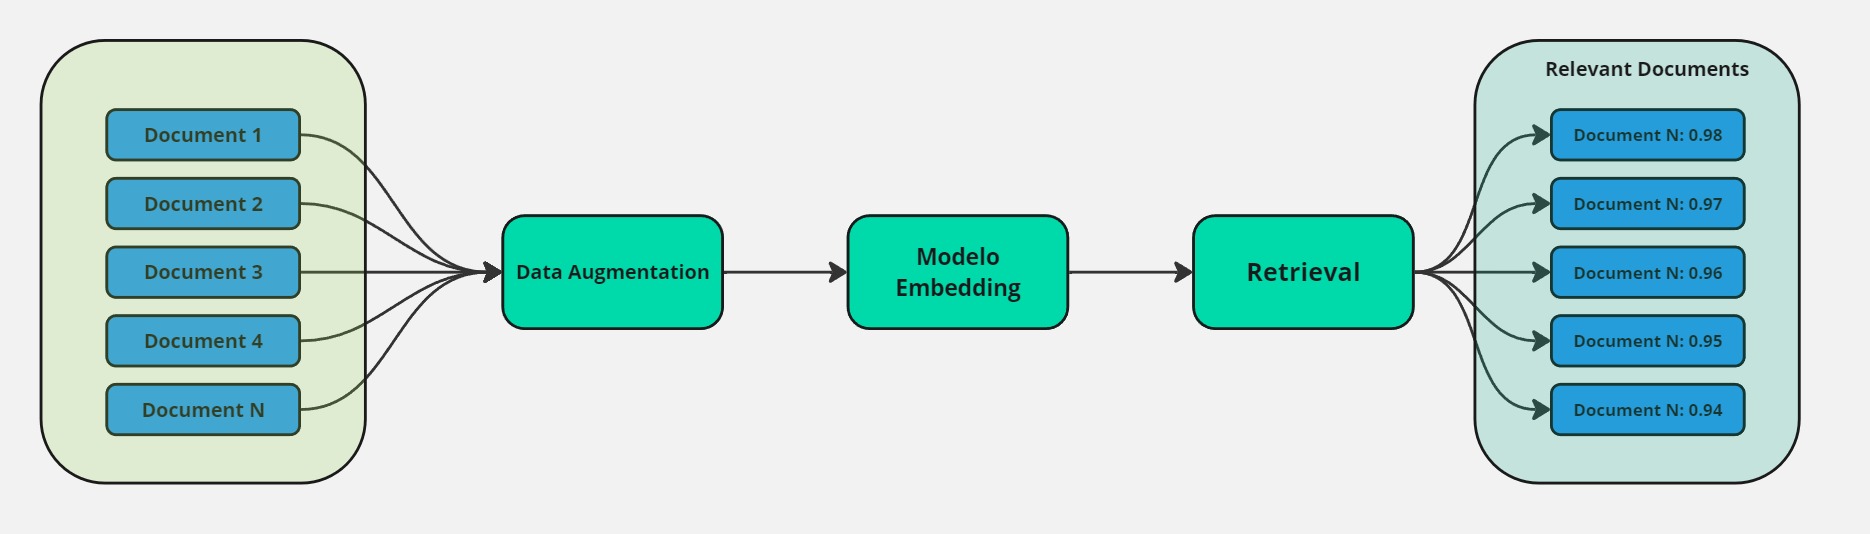 Document 1
Document 2
Document 3
Document 4
Document N
Data Augmentation
Modelo
Embedding
Retrieval
Relevant Documents
Document N: 0.98
Document N: 0.97
Document N: 0.96
Document N: 0.95
Document N: 0.94